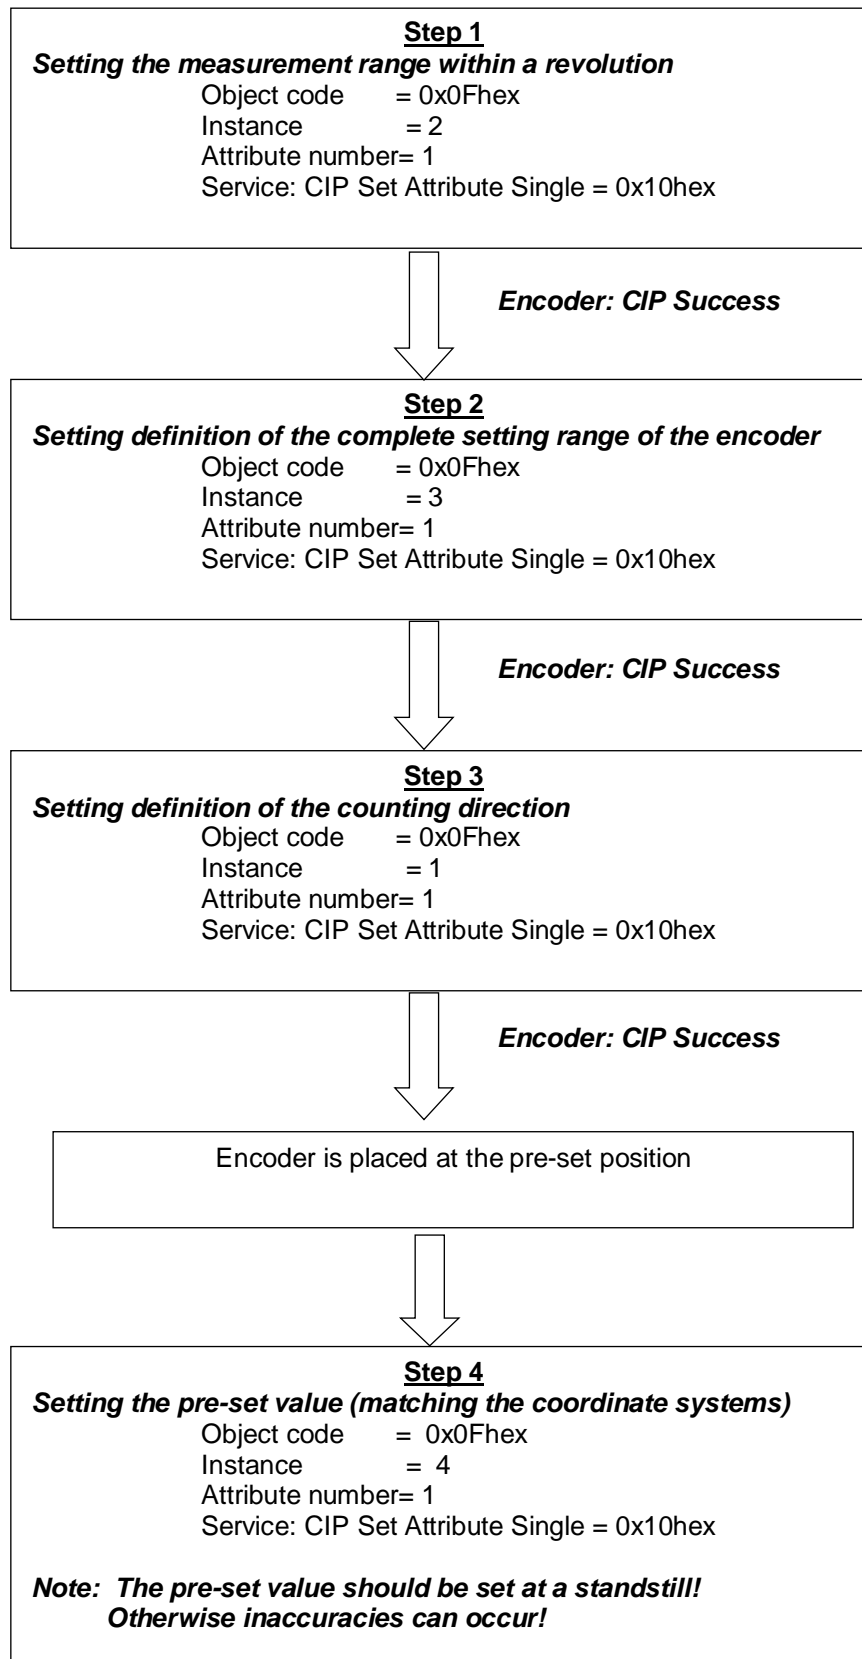 Step 1
Setting the measurement range within a revolution
Object code = 0x0Fhex
Instance = 2
Attribute number= 1
Service: CIP Set Attribute Single = 0x10hex
Encoder: CIP Success
Step 2
Setting definition of the complete setting range of the encoder
Object code = 0x0Fhex
Instance = 3
Attribute number= 1
Service: CIP Set Attribute Single = 0x10hex
Encoder: CIP Success
Step 3
Setting definition of the counting direction
Object code = 0x0Fhex
Instance = 1
Attribute number= 1
Service: CIP Set Attribute Single = 0x10hex
Encoder: CIP Success
Encoder is placed at the pre-set position
Step 4
Setting the pre-set value (matching the coordinate systems)
Object code = 0x0Fhex
Instance = 4
Attribute number= 1
Service: CIP Set Attribute Single = 0x10hex
Note: The pre-set value should be set at a standstill!
Otherwise inaccuracies can occur!